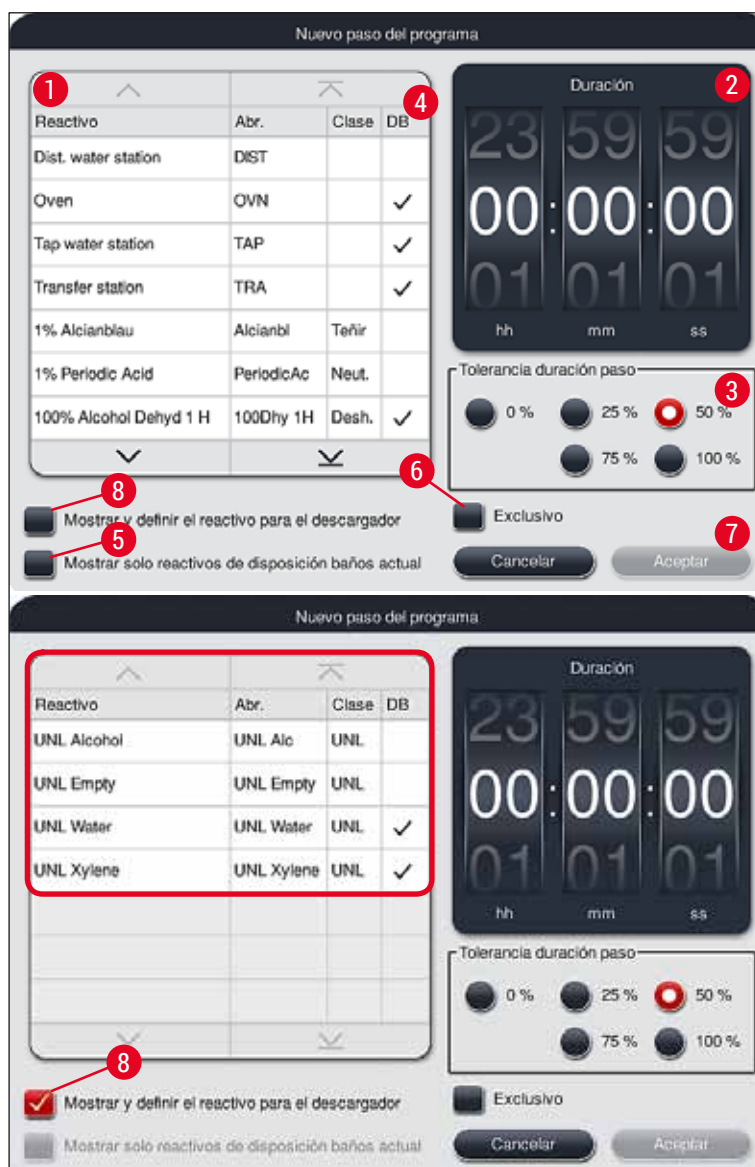 Nuevo paso del programa
1
4
Reactivo Abr. Clase DB
Dist. water station DIST
Oven OVN ✓
Tap water station TAP ✓
Transfer station TRA ✓
1% Alcianblau Alcianbl Teñir
1% Periodic Acid PeriodicAc Neut.
100% Alcohol Dehyd 1 H 100Dhy 1H Desh. ✓
Duración
2
23 59 59
00:00:00
01 01 01
hh mm ss
Tolerancia duración paso
3
0 % 25 % 50 %
75 % 100 %
8
Mostrar y definir el reactivo para el descargador
5
Mostrar solo reactivos de disposición baños actual
6
Exclusivo
7
Cancelar Aceptar
Nuevo paso del programa
Reactivo Abr. Clase DB
UNL Alcohol UNL Alc UNL
UNL Empty UNL Empty UNL
UNL Water UNL Water UNL ✓
UNL Xylene UNL Xylene UNL ✓
Duración
23 59 59
00:00:00
01 01 01
hh mm ss
Tolerancia duración paso
0 % 25 % 50 %
75 % 100 %
8
Mostrar y definir el reactivo para el descargador
Mostrar solo reactivos de disposición baños actual
Exclusivo
Cancelar Aceptar